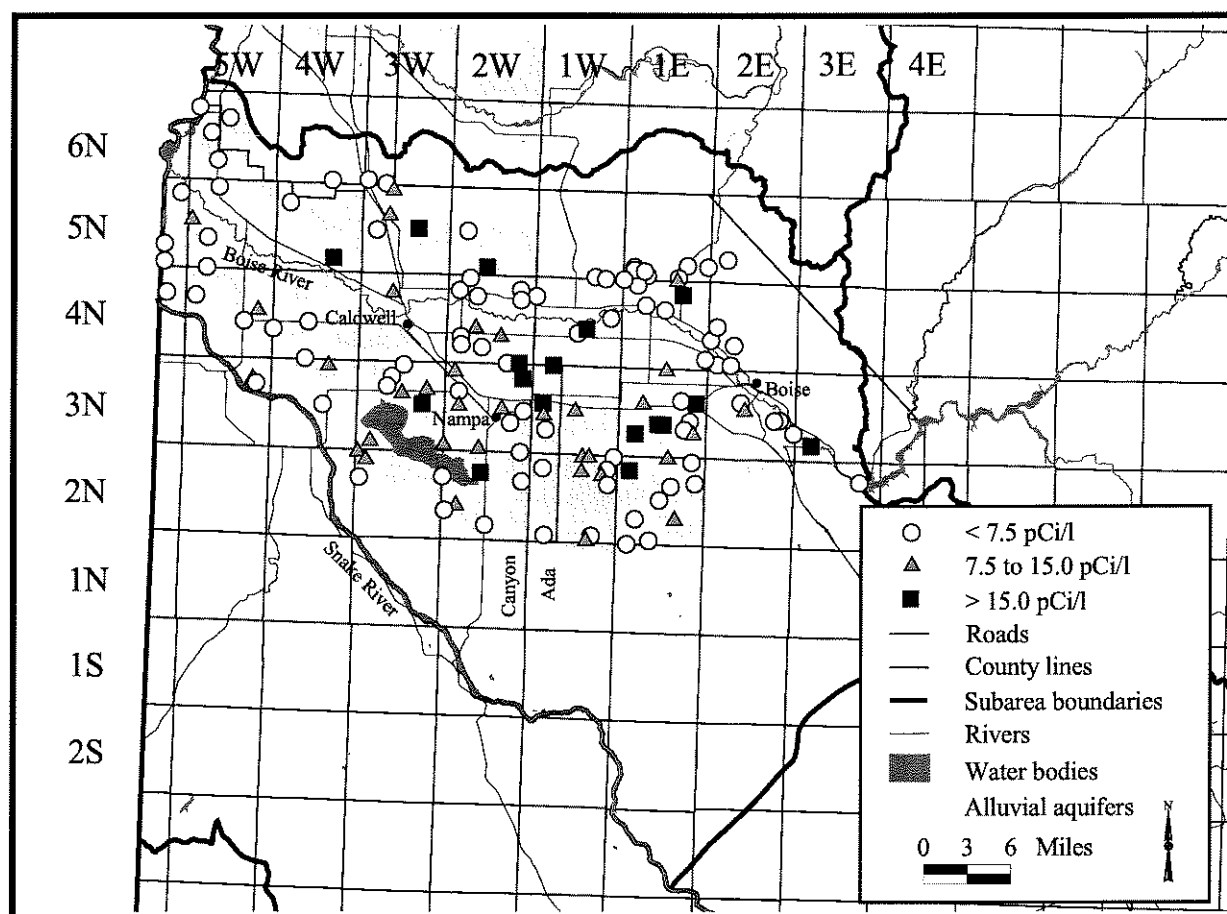 5W 4W 3W 2W 1W 1E 2E 3E 4E
6N
5N
Boise River
4N
Caldwell
Boise
3N
Nampa
2N
Snake River
Canyon
Ada
1N
1S
2S
< 7.5 pCi/l
7.5 to 15.0 pCi/l
> 15.0 pCi/l
Roads
County lines
Subarea boundaries
Rivers
Water bodies
Alluvial aquifers
N
0 3 6 Miles